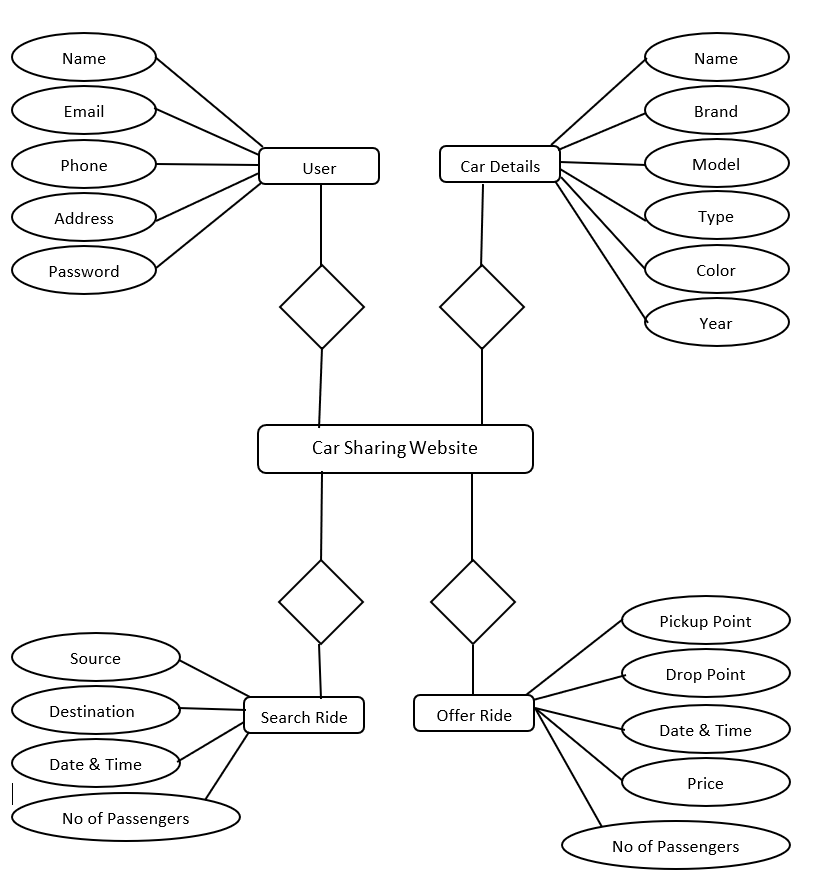 Name
Email
Phone
Address
Password
User
Car Details
Name
Brand
Model
Type
Color
Year
Car Sharing Website
Source
Destination
Date & Time
No of Passengers
Search Ride
Offer Ride
Pickup Point
Drop Point
Date & Time
Price
No of Passengers